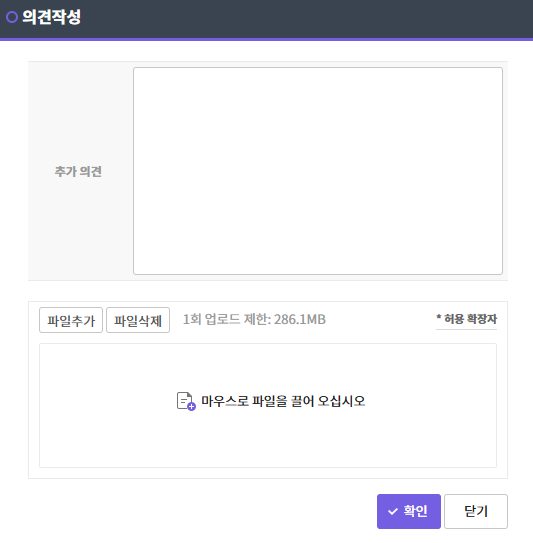 의견작성
추가 의견
파일추가 파일삭제 1회 업로드 제한: 286.1MB * 허용 확장자
마우스로 파일을 끌어 오십시오
확인 닫기